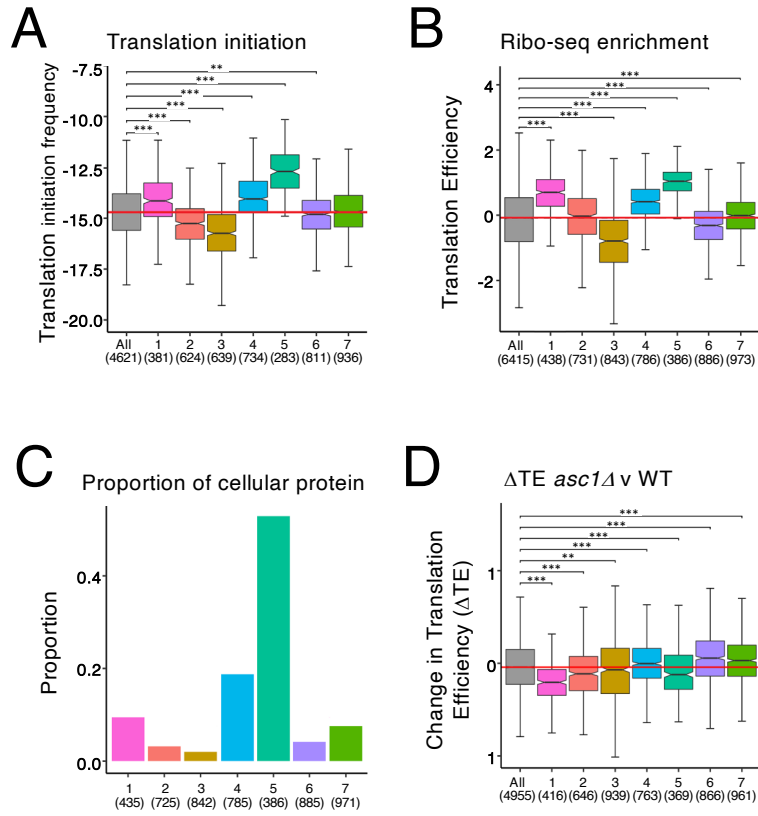 A
Translation initiation
Translation initiation frequency
-7.5
-10.0
-12.5
-15.0
-17.5
-20.0
**
***
***
***
***
***
All 1 2 3 4 5 6 7
(4621) (381) (624) (639) (734) (283) (811) (936)
B
Ribo-seq enrichment
Translation Efficiency
4
2
0
-2
***
***
***
***
***
***
All 1 2 3 4 5 6 7
(6415) (438) (731) (843) (786) (386) (886) (973)
C
Proportion of cellular protein
Proportion
0.4
0.2
0.0
1 2 3 4 5 6 7
(435) (725) (842) (785) (386) (885) (971)
D
ΔTE asc1Δ v WT
Change in Translation
Efficiency (ΔTE)
1
0
1
***
***
***
***
**
***
***
All 1 2 3 4 5 6 7
(4955) (416) (646) (939) (763) (369) (866) (961)